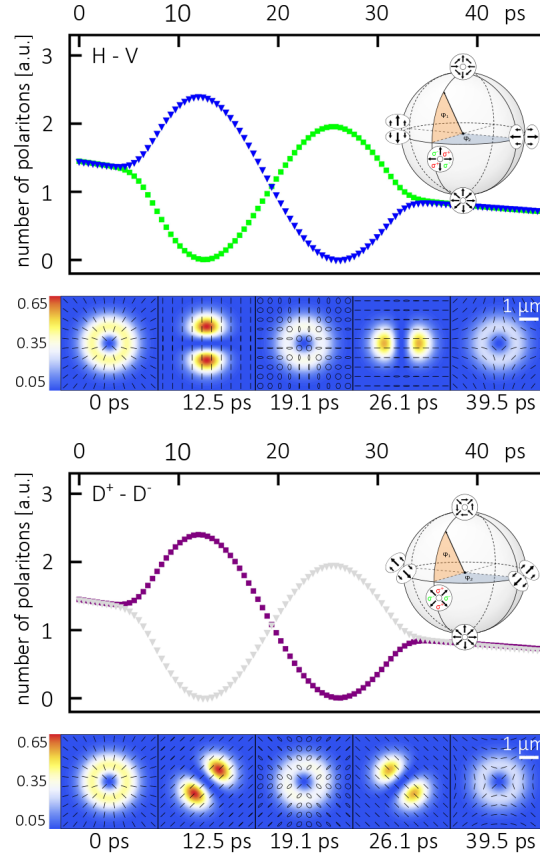 0 10 20 30 ps 40
number of polaritons [a.u.]
3
2
1
0
H - V
φ₁
φ₂
σ⁻ σ⁺
0.65
0.35
0.05
1 μm
0 ps 12.5 ps 19.1 ps 26.1 ps 39.5 ps
0 10 20 30 40 ps
number of polaritons [a.u.]
3
2
1
0
D⁺ - D⁻
φ₁
φ₂
0.65
0.35
0.05
1 μm
0 ps 12.5 ps 19.1 ps 26.1 ps 39.5 ps